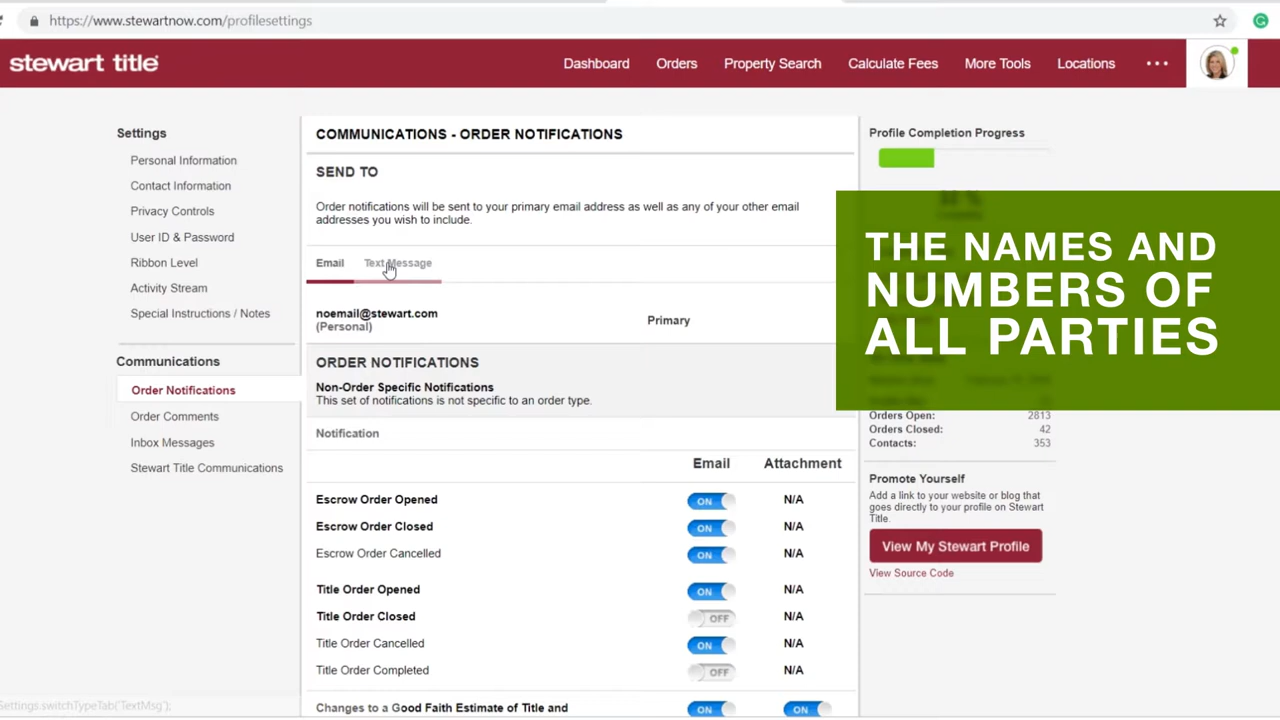 https://www.stewartnow.com/profilesettings
stewart title
Dashboard
Orders
Property Search
Calculate Fees
More Tools
Locations
Settings
Personal Information
Contact Information
Privacy Controls
User ID & Password
Ribbon Level
Activity Stream
Special Instructions / Notes
Communications
Order Notifications
Order Comments
Inbox Messages
Stewart Title Communications
COMMUNICATIONS - ORDER NOTIFICATIONS
SEND TO
Order notifications will be sent to your primary email address as well as any of your other email
addresses you wish to include.
Email
Text Message
noemail@stewart.com
(Personal)
Primary
ORDER NOTIFICATIONS
Non-Order Specific Notifications
This set of notifications is not specific to an order type.
Notification
Email Attachment
Escrow Order Opened ON N/A
Escrow Order Closed ON N/A
Escrow Order Cancelled ON N/A
Title Order Opened ON N/A
Title Order Closed OFF N/A
Title Order Cancelled ON N/A
Title Order Completed OFF N/A
Changes to a Good Faith Estimate of Title and ON ON
Profile Completion Progress
THE NAMES AND
NUMBERS OF
ALL PARTIES
Orders Open: 2813
Orders Closed: 42
Contacts: 353
Promote Yourself
Add a link to your website or blog that
goes directly to your profile on Stewart
Title.
View My Stewart Profile
View Source Code
Settings.switchTypeTab('TextMsg');